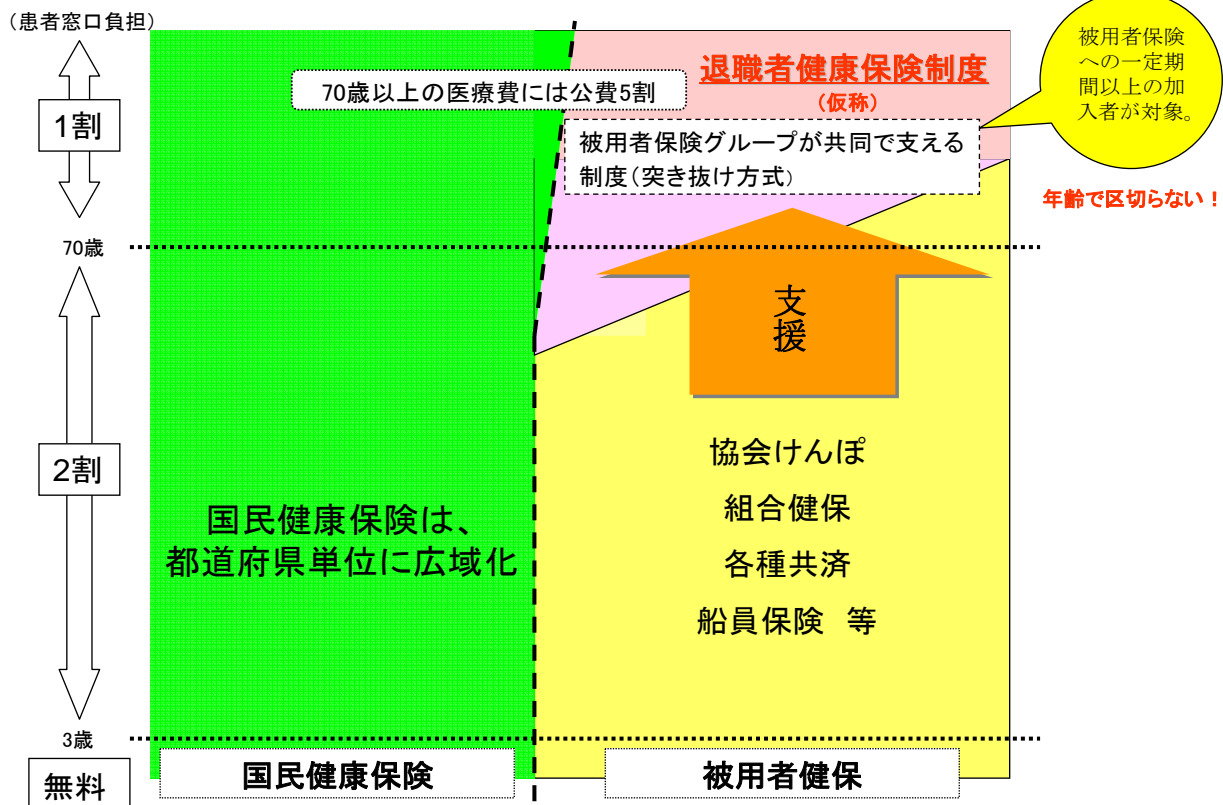 (患者窓口負担)
1割
70歳
2割
3歳
無料
70歳以上の医療費には公費5割
退職者健康保険制度
(仮称)
被用者保険グループが共同で支える
制度(突き抜け方式)
被用者保険
への一定期
間以上の加
入者が対象。
年齢で区切らない！
支
援
国民健康保険は、
都道府県単位に広域化
協会けんぽ
組合健保
各種共済
船員保険　等
国民健康保険
被用者健保